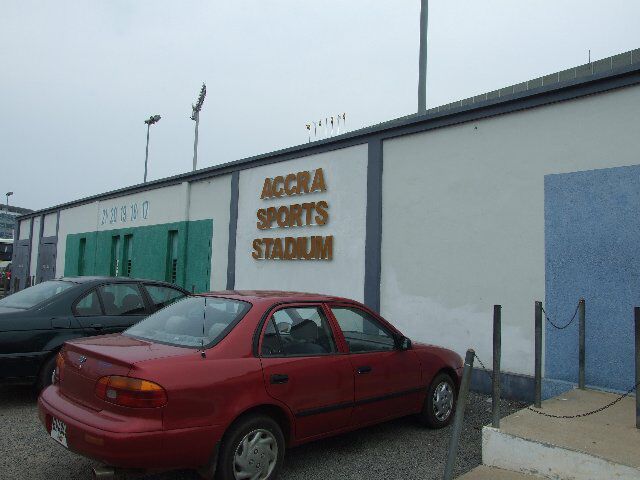 21 20 19 18 17
ACCRA
SPORTS
STADIUM